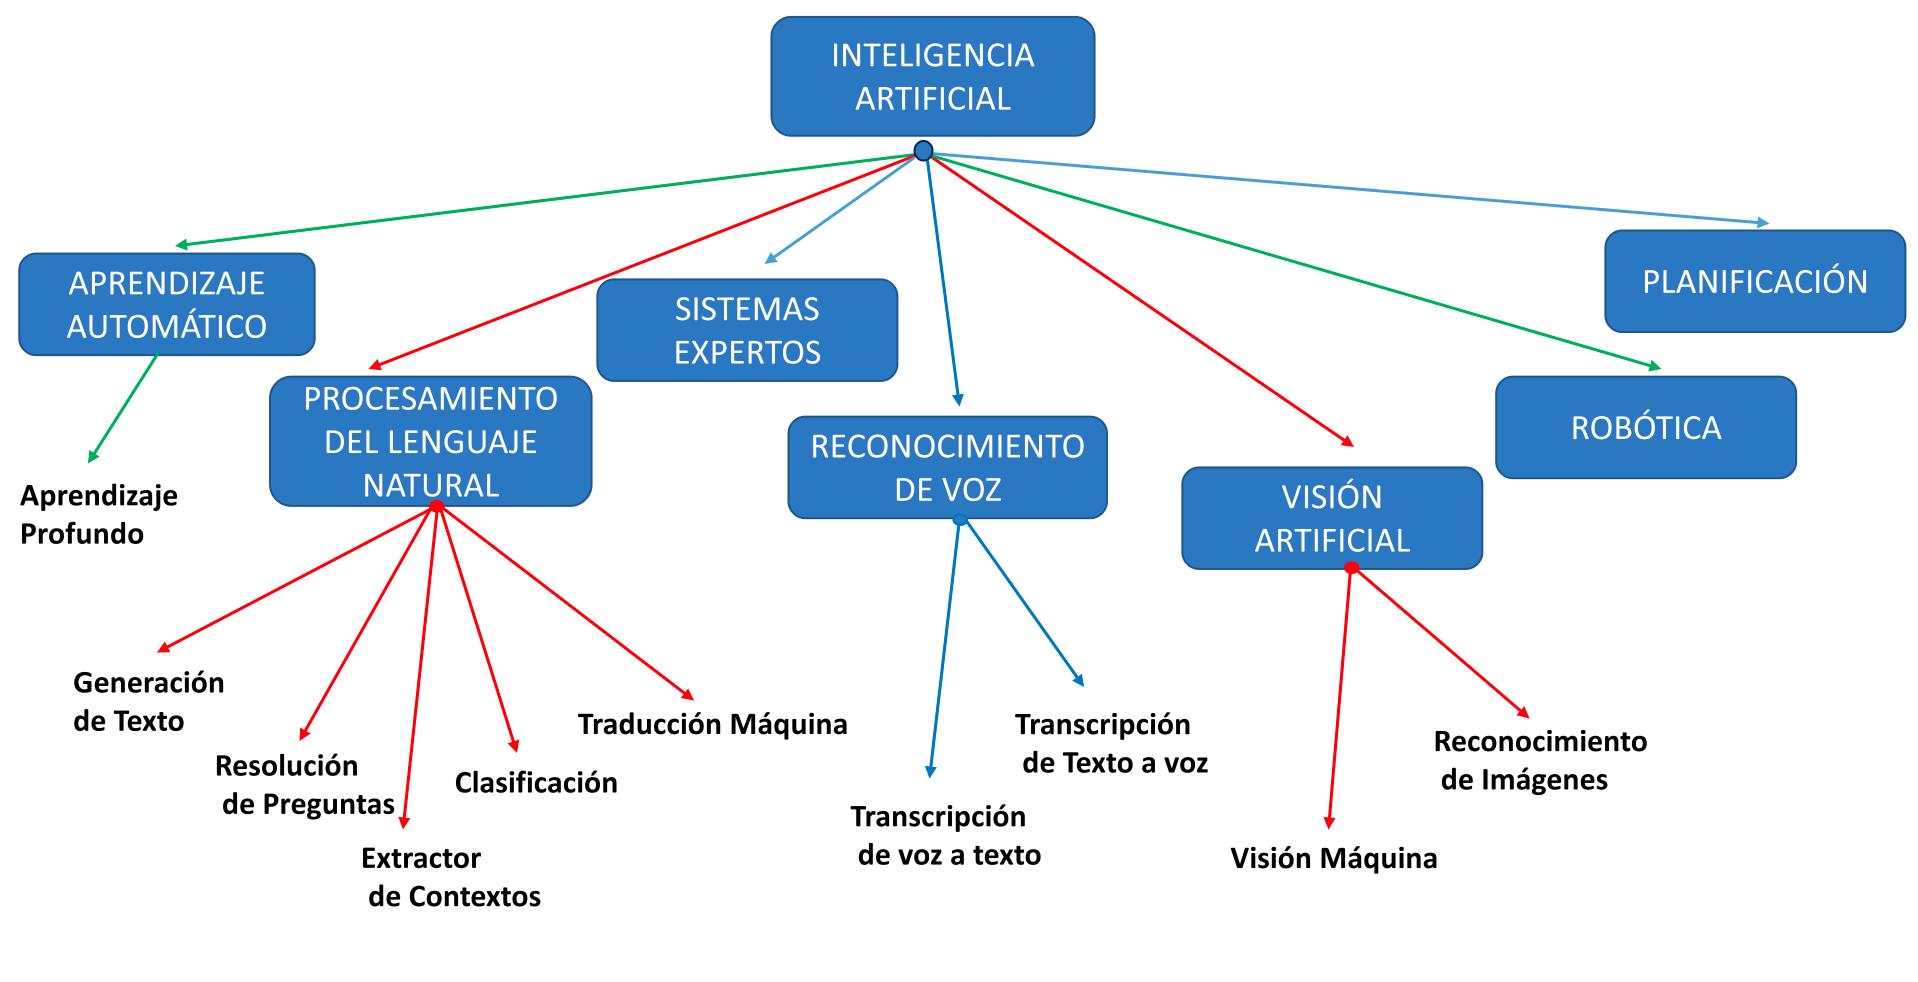 INTELIGENCIA
ARTIFICIAL
APRENDIZAJE
AUTOMÁTICO
PROCESAMIENTO
DEL LENGUAJE
NATURAL
SISTEMAS
EXPERTOS
RECONOCIMIENTO
DE VOZ
VISIÓN
ARTIFICIAL
ROBÓTICA
PLANIFICACIÓN
Aprendizaje
Profundo
Generación
de Texto
Resolución
de Preguntas
Extractor
de Contextos
Clasificación
Traducción Máquina
Transcripción
de voz a texto
Transcripción
de Texto a voz
Visión Máquina
Reconocimiento
de Imágenes